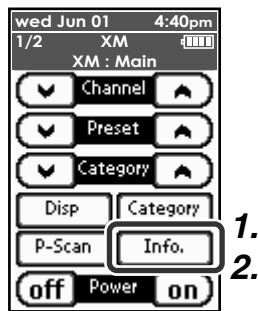 wed Jun 01 4:40pm
1/2 XM
XM : Main
Channel
Preset
Category
Disp Category
P-Scan Info.
1.
2.
off Power on